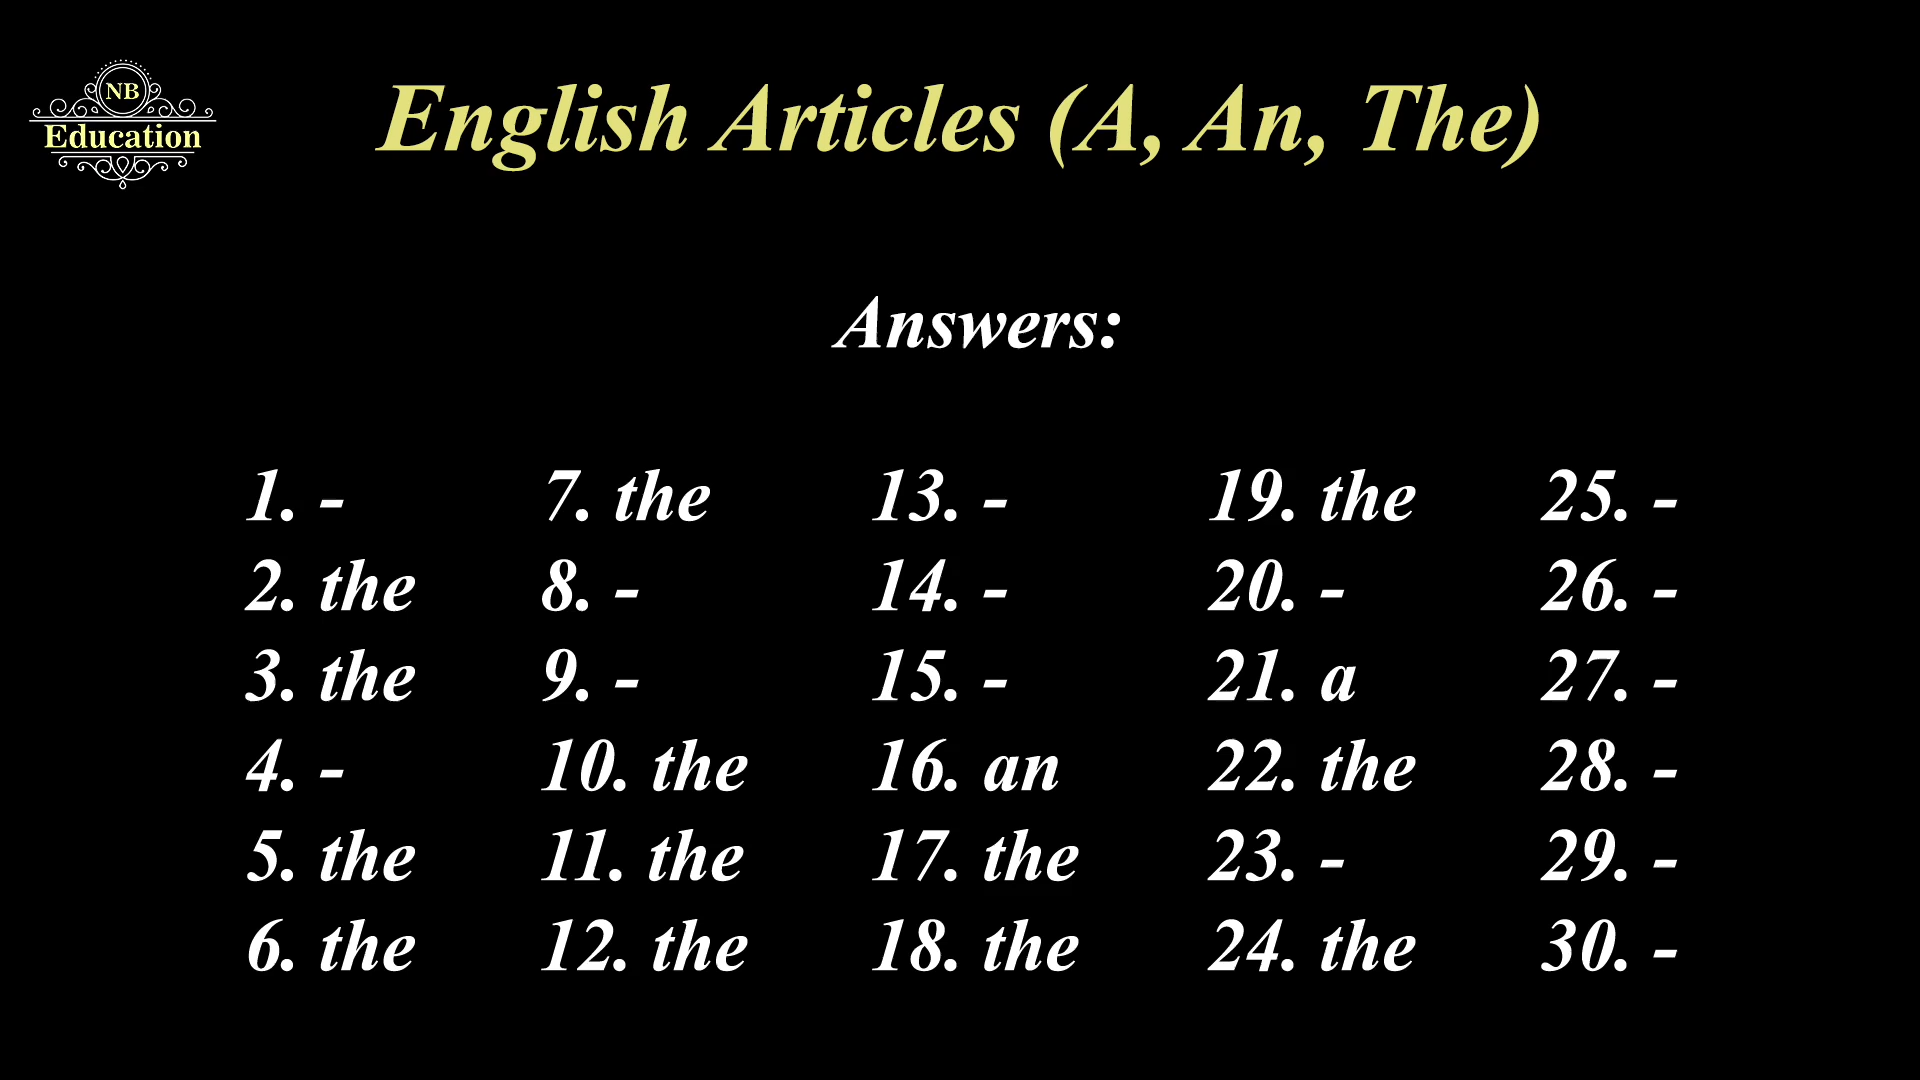 NB
Education
English Articles (A, An, The)
Answers:
1. -
2. the
3. the
4. -
5. the
6. the
7. the
8. -
9. -
10. the
11. the
12. the
13. -
14. -
15. -
16. an
17. the
18. the
19. the
20. -
21. a
22. the
23. -
24. the
25. -
26. -
27. -
28. -
29. -
30. -